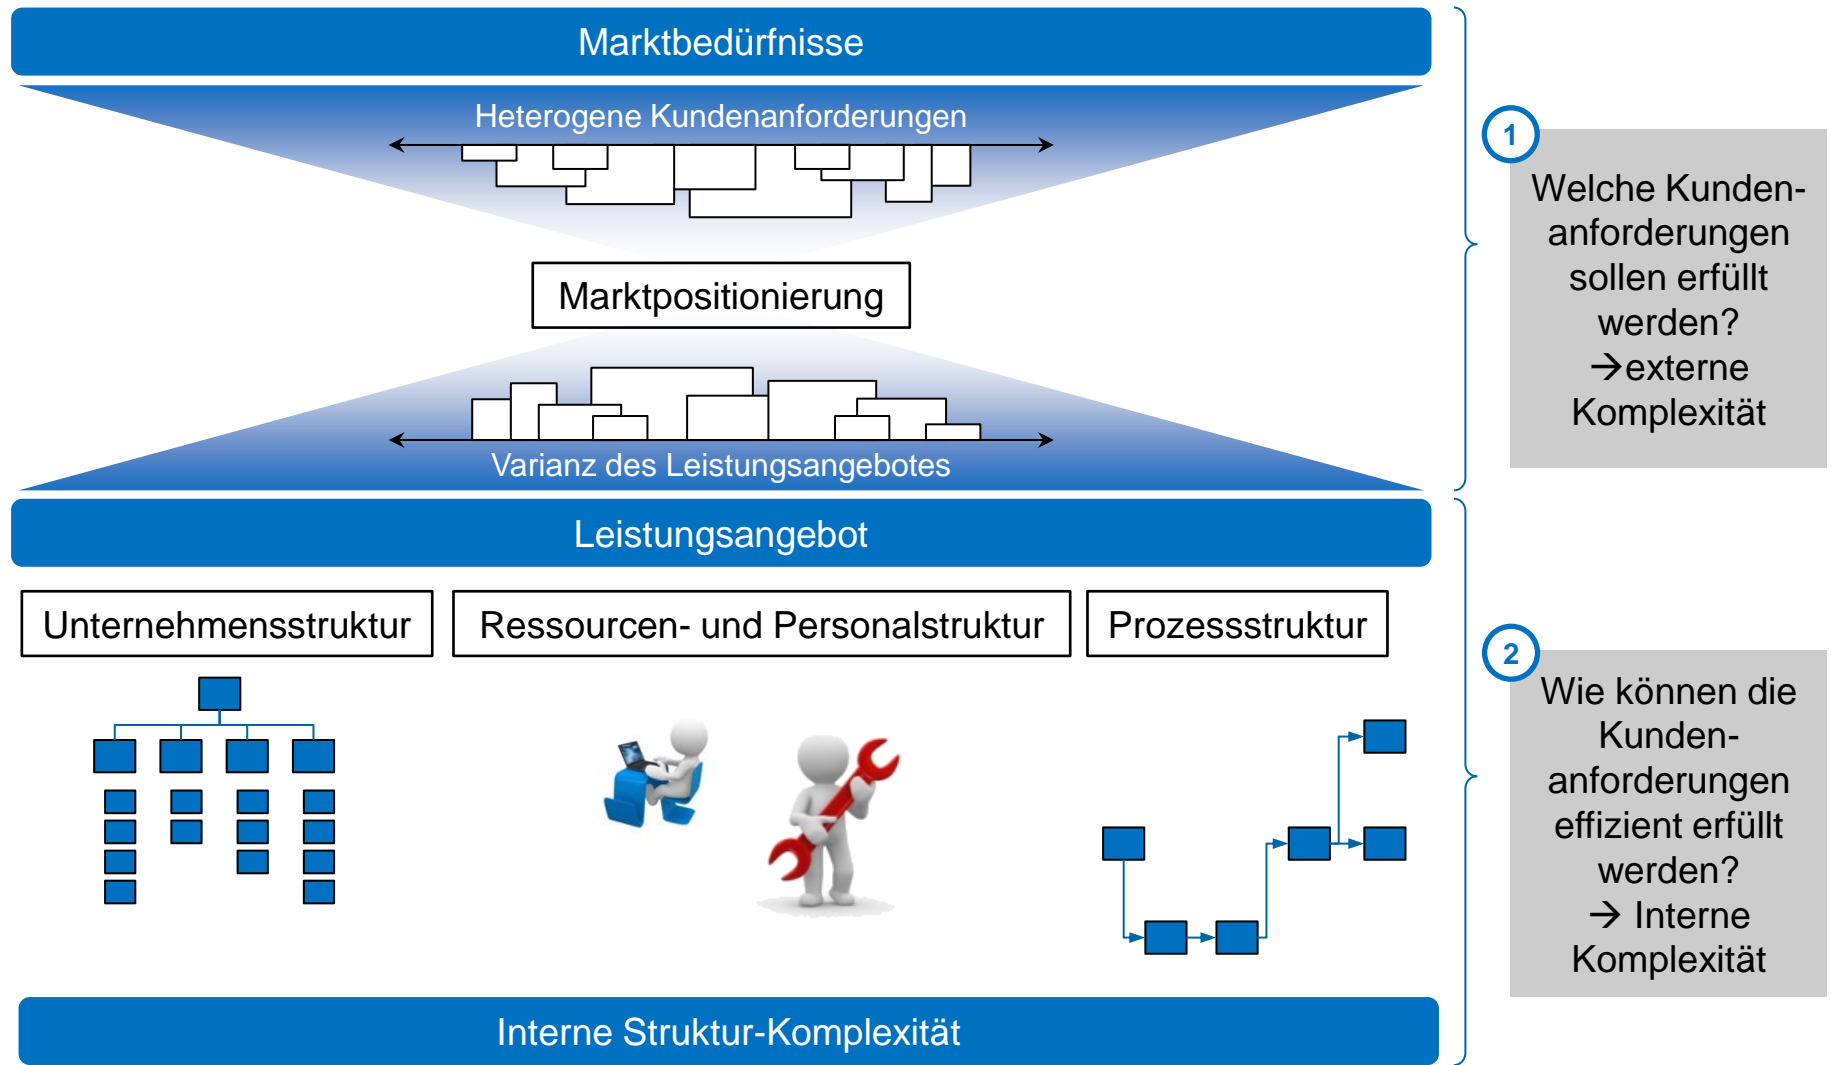 Marktbedürfnisse
Heterogene Kundenanforderungen
Marktpositionierung
Varianz des Leistungsangebotes
1
Welche Kunden-
anforderungen
sollen erfüllt
werden?
→externe
Komplexität
Leistungsangebot
Unternehmensstruktur
Ressourcen- und Personalstruktur
Prozessstruktur
2
Wie können die
Kunden-
anforderungen
effizient erfüllt
werden?
→ Interne
Komplexität
Interne Struktur-Komplexität